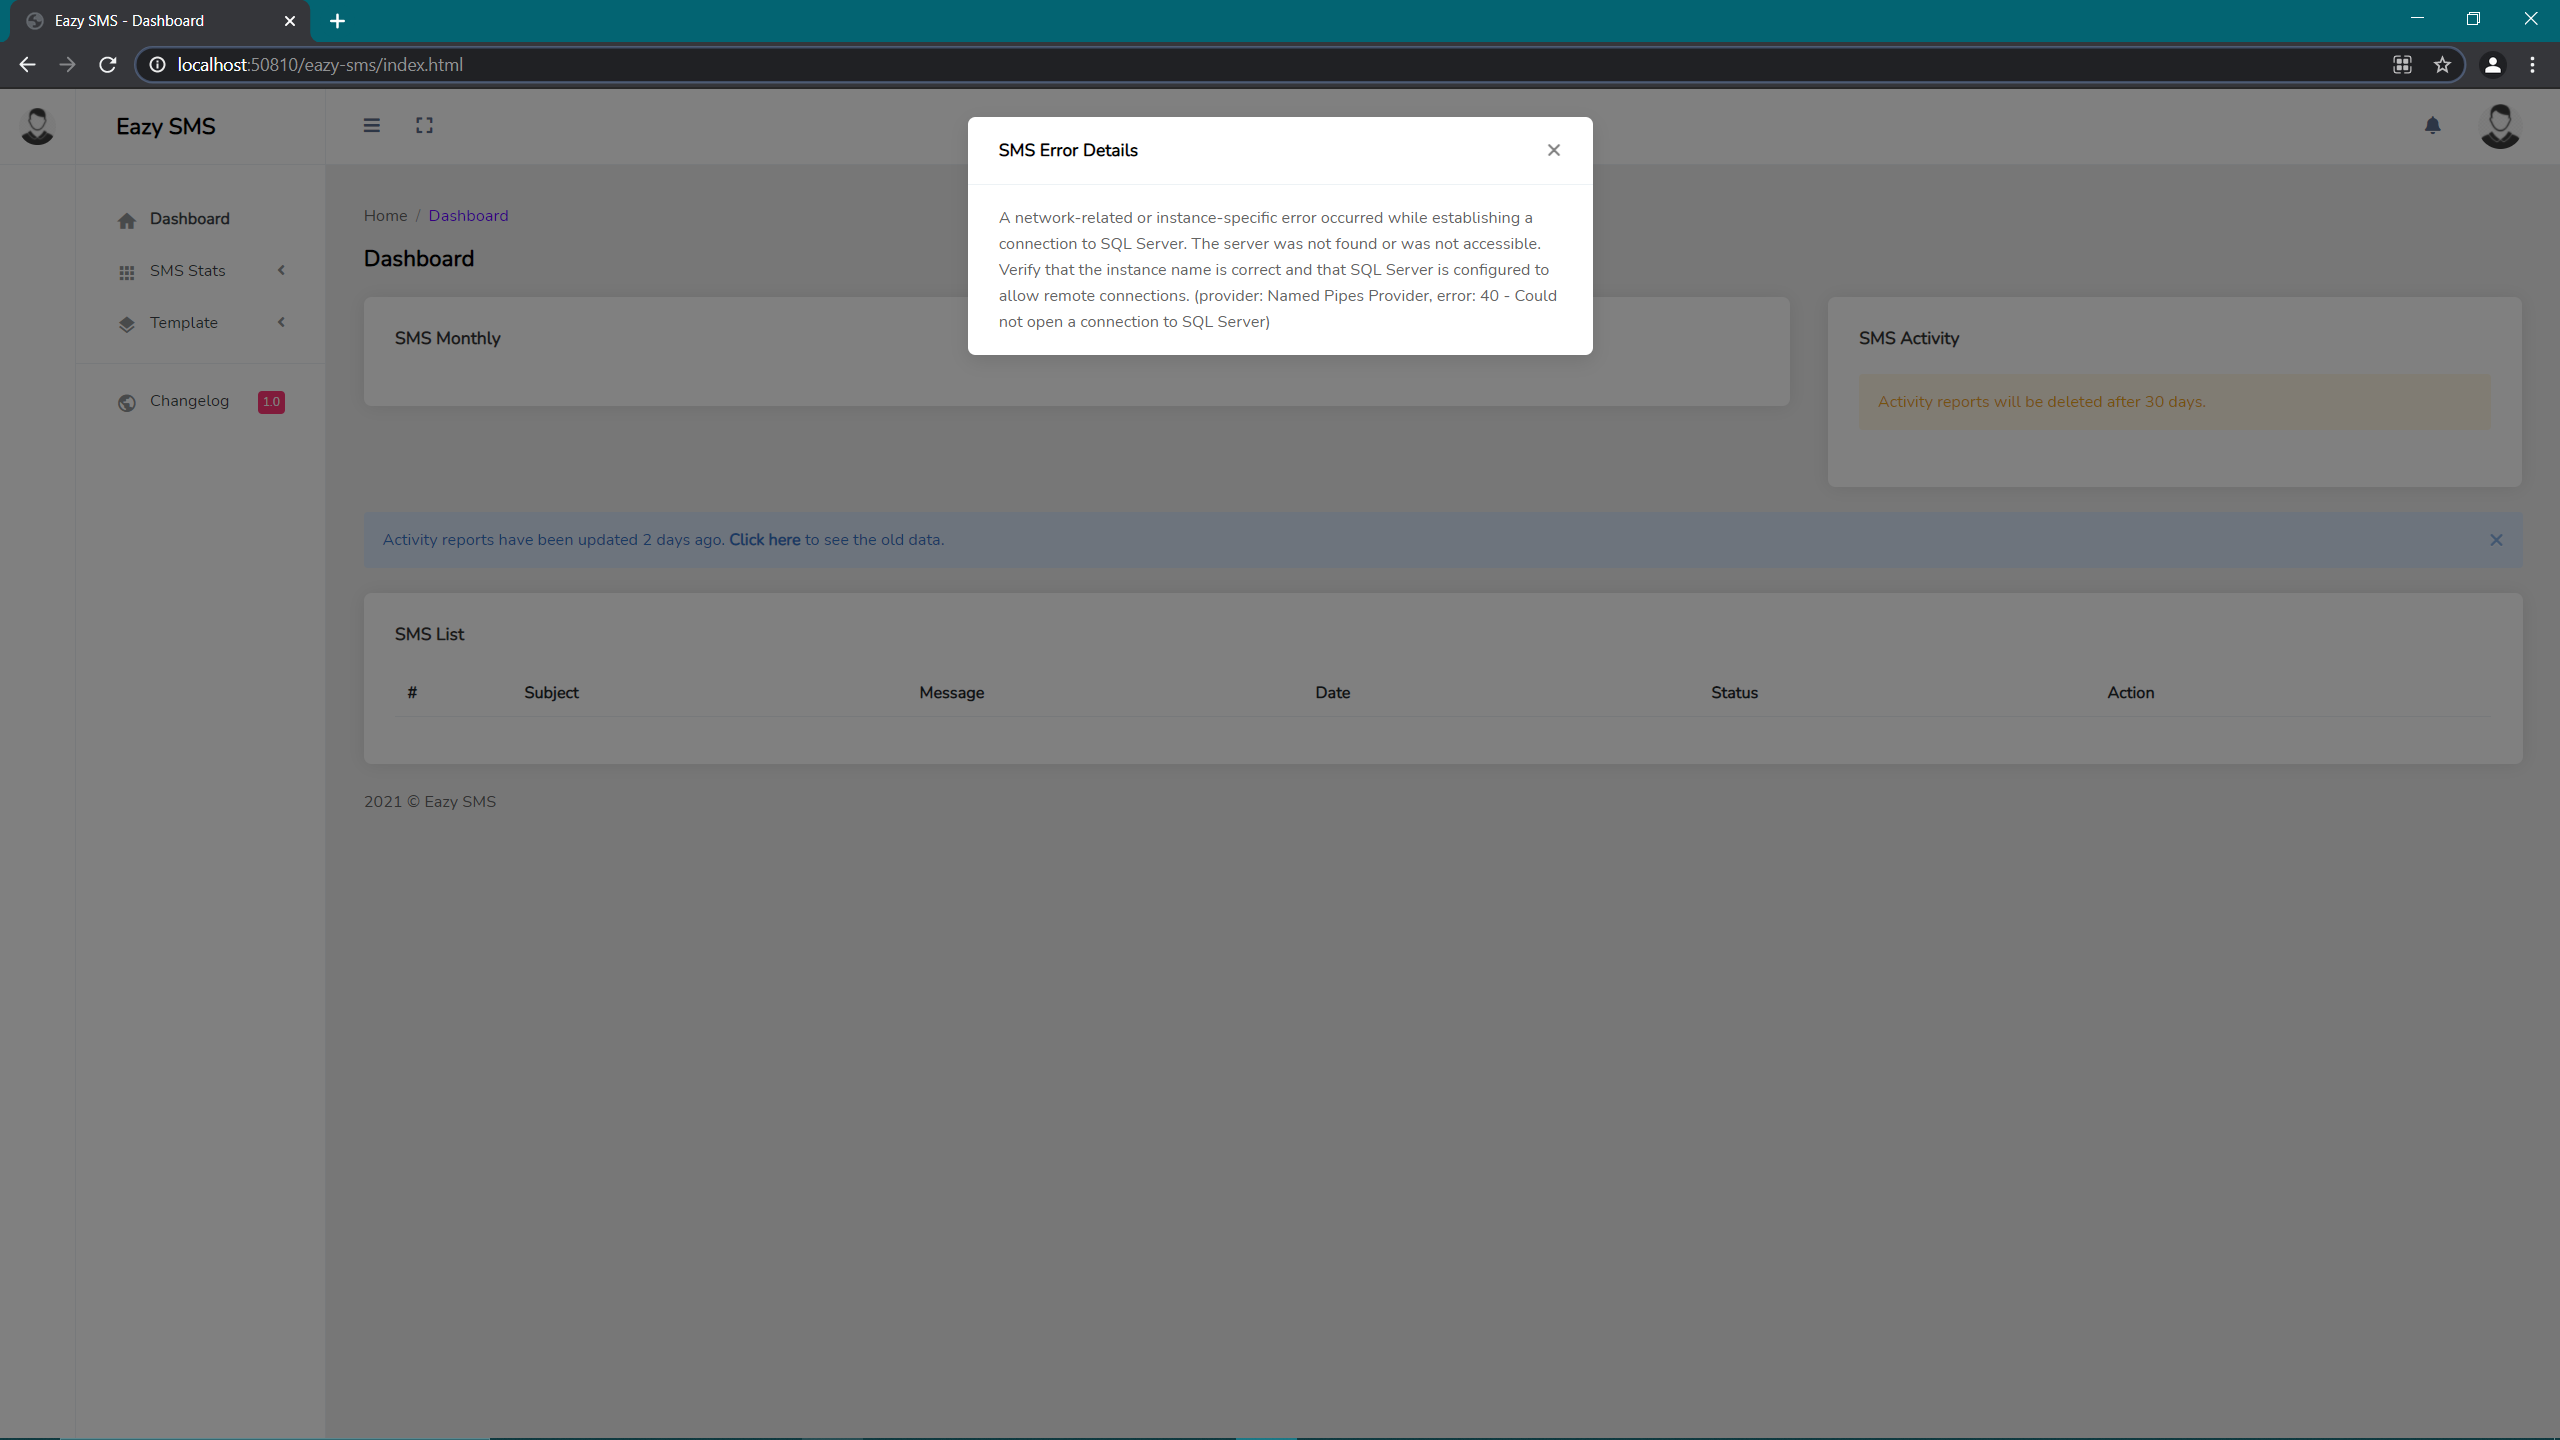 Eazy SMS - Dashboard
localhost:50810/eazy-sms/index.html
Eazy SMS
Dashboard
SMS Stats
Template
Changelog 1.0
Home / Dashboard
Dashboard
SMS Error Details
A network-related or instance-specific error occurred while establishing a
connection to SQL Server. The server was not found or was not accessible.
Verify that the instance name is correct and that SQL Server is configured to
allow remote connections. (provider: Named Pipes Provider, error: 40 - Could
not open a connection to SQL Server)
SMS Monthly
SMS Activity
Activity reports will be deleted after 30 days.
Activity reports have been updated 2 days ago. Click here to see the old data.
SMS List
# Subject Message Date Status Action
2021 © Eazy SMS